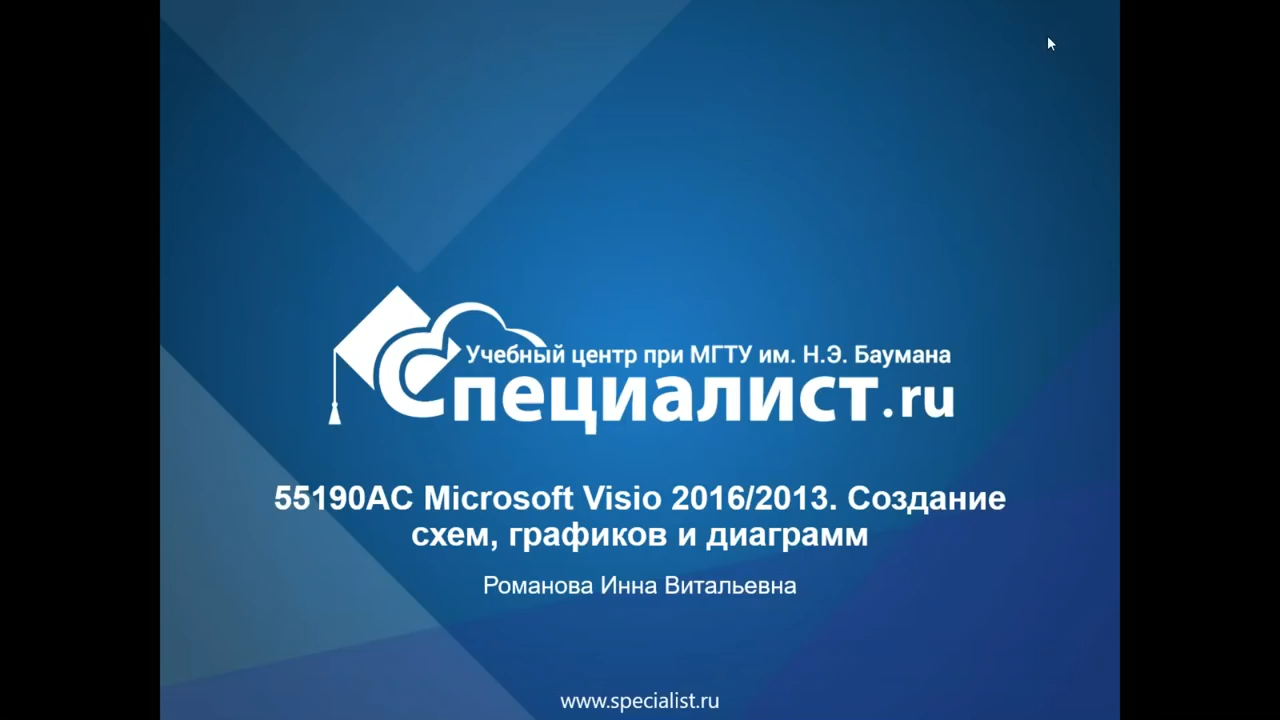 Учебный центр при МГТУ им. Н.Э. Баумана
Специалист.ru
55190AC Microsoft Visio 2016/2013. Создание
схем, графиков и диаграмм
Романова Инна Витальевна
www.specialist.ru